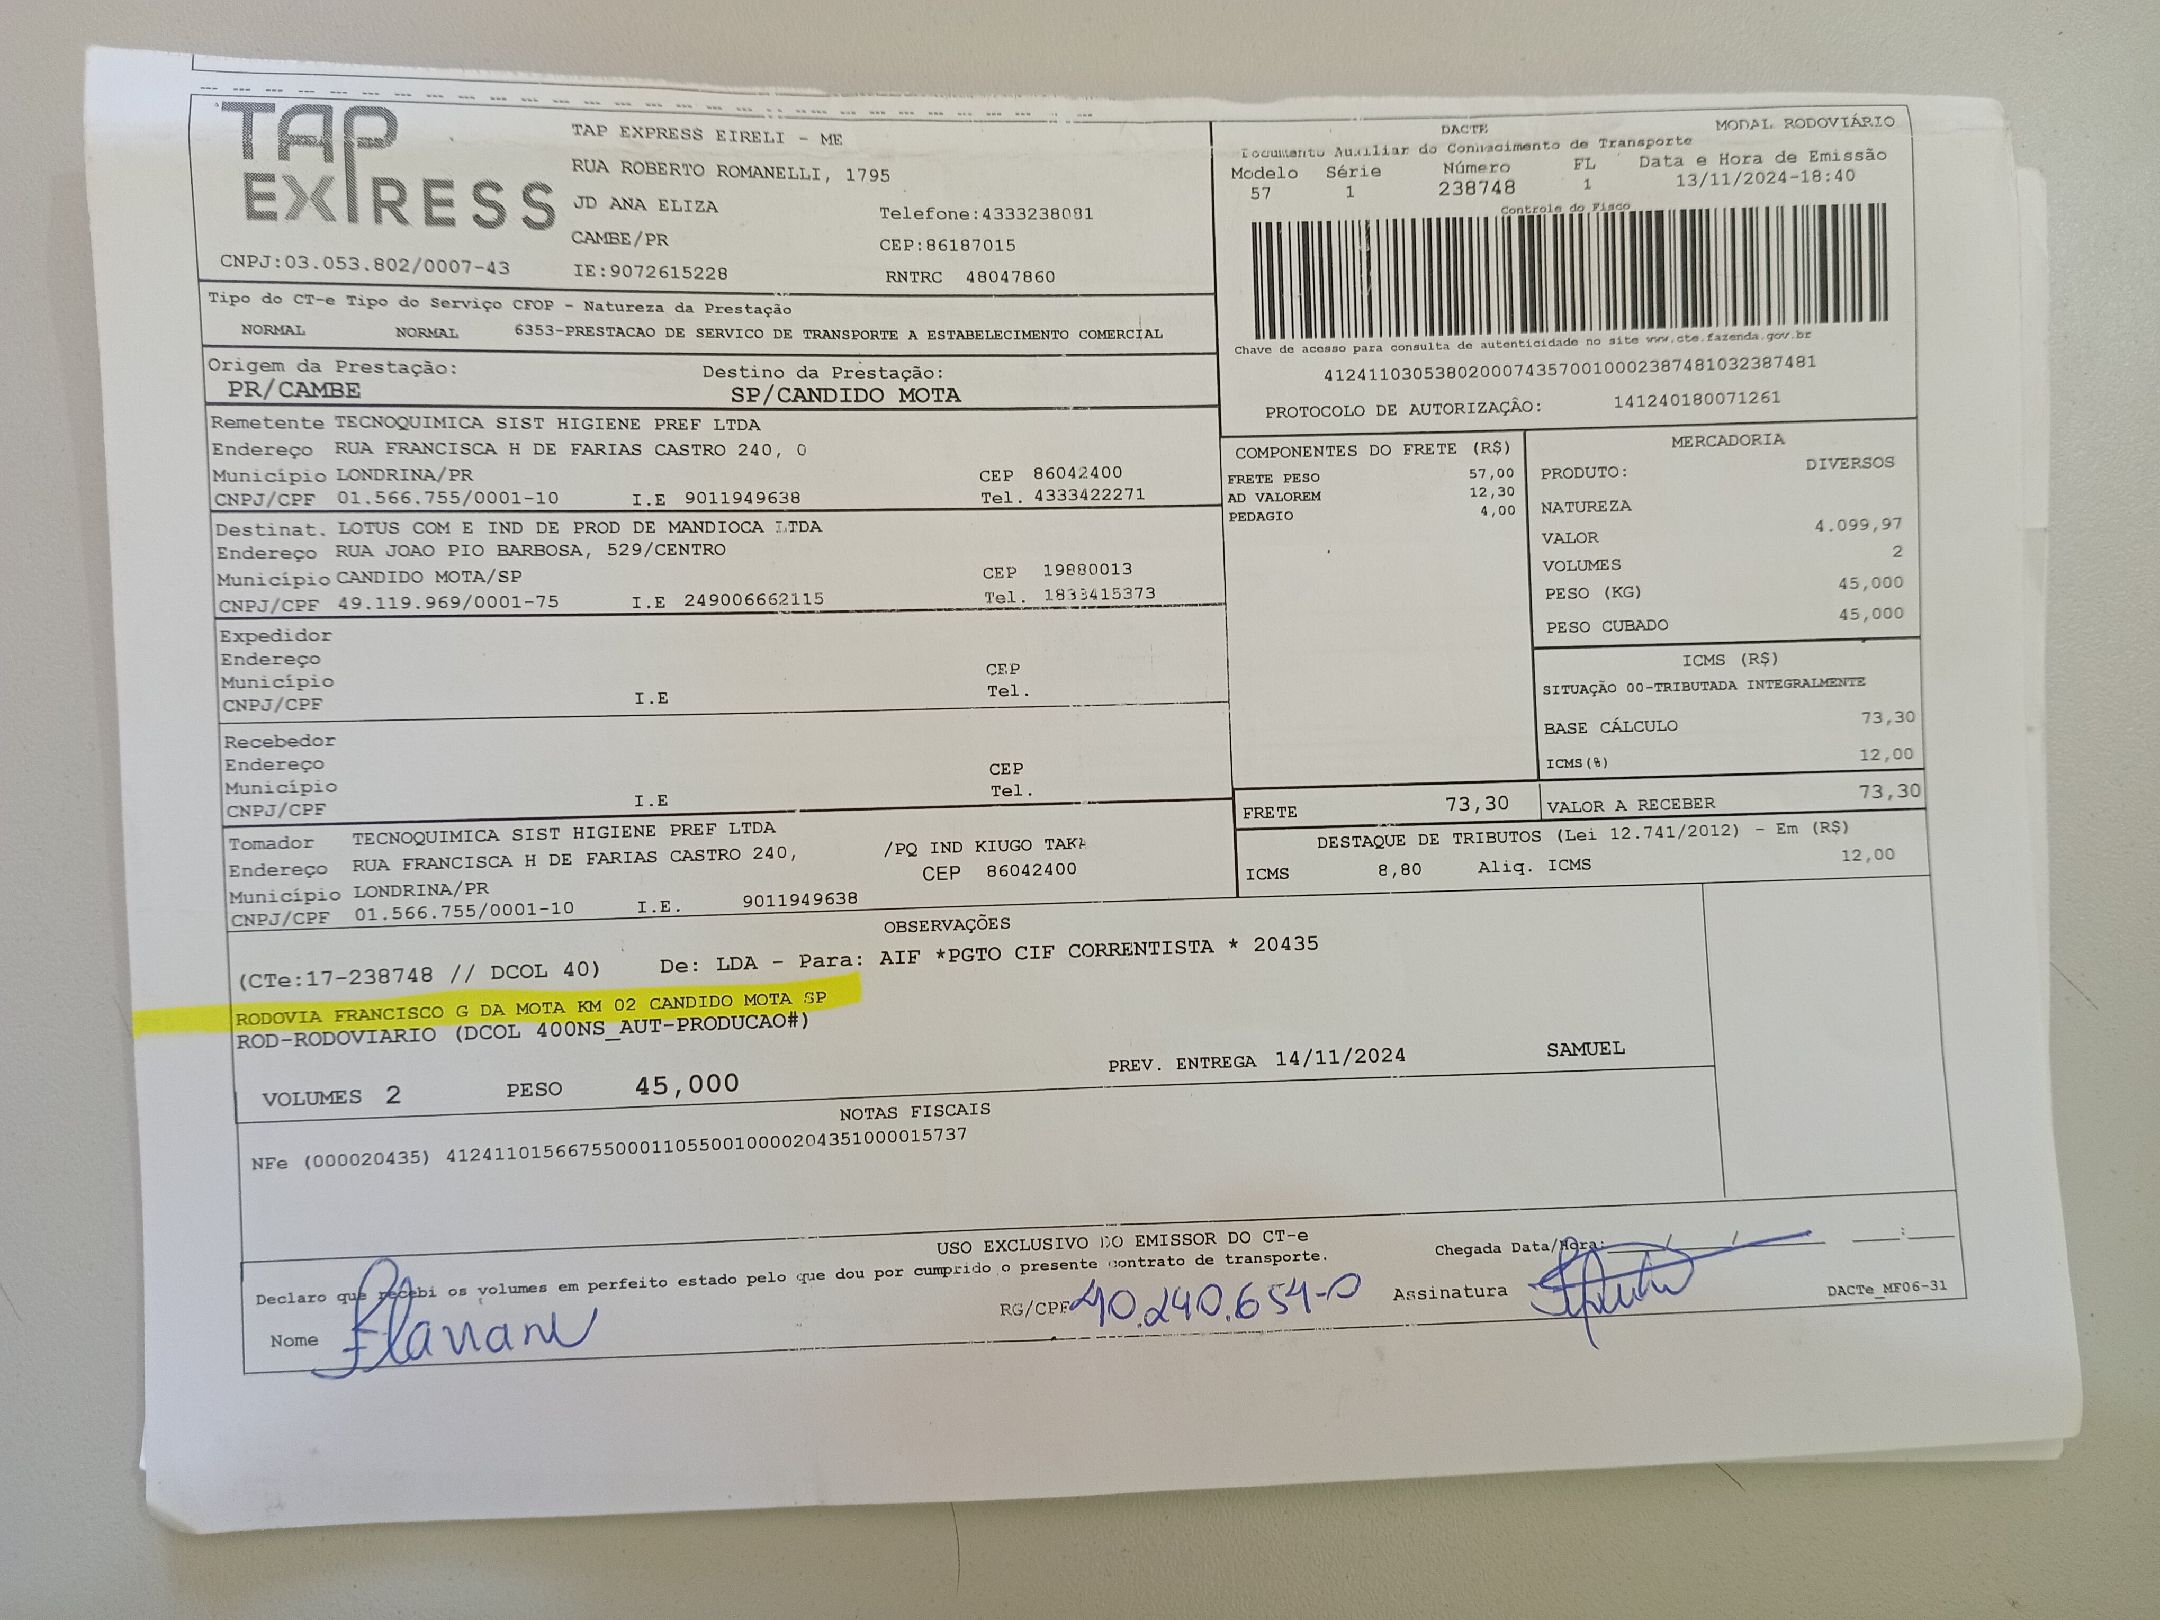 TAP
EXPRESS
CNPJ:03.053.802/0007-43
TAP EXPRESS EIRELI - ME
RUA ROBERTO ROMANELLI, 1795
JD ANA ELIZA
Telefone:4333238081
CAMBE/PR
CEP:86187015
IE:9072615228
RNTRC 48047860
DACTE
MODAL RODOVIÁRIO
Documento Auxiliar do Conhecimento de Transporte
Modelo Série Número FL Data e Hora de Emissão
57 1 238748 1 13/11/2024-18:40
Controle do Fisco
Chave de acesso para consulta de autenticidade no site www.cte.fazenda.gov.br
41241103053802000743570010002387481032387481
PROTOCOLO DE AUTORIZAÇÃO: 141240180071261
Tipo do CT-e Tipo do Serviço CFOP - Natureza da Prestação
NORMAL NORMAL 6353-PRESTACAO DE SERVICO DE TRANSPORTE A ESTABELECIMENTO COMERCIAL
Origem da Prestação: Destino da Prestação:
PR/CAMBE SP/CANDIDO MOTA
Remetente TECNOQUIMICA SIST HIGIENE PREF LTDA
Endereço RUA FRANCISCA H DE FARIAS CASTRO 240, 0
Município LONDRINA/PR CEP 86042400
CNPJ/CPF 01.566.755/0001-10 I.E 9011949638 Tel. 4333422271
Destinat. LOTUS COM E IND DE PROD DE MANDIOCA LTDA
Endereço RUA JOAO PIO BARBOSA, 529/CENTRO
Município CANDIDO MOTA/SP CEP 19880013
CNPJ/CPF 49.119.969/0001-75 I.E 249006662115 Tel. 1833415373
Expedidor
Endereço
Município CEP
CNPJ/CPF I.E Tel.
Recebedor
Endereço
Município CEP
CNPJ/CPF I.E Tel.
Tomador TECNOQUIMICA SIST HIGIENE PREF LTDA
Endereço RUA FRANCISCA H DE FARIAS CASTRO 240, /PQ IND KIUGO TAKA
Município LONDRINA/PR CEP 86042400
CNPJ/CPF 01.566.755/0001-10 I.E. 9011949638
COMPONENTES DO FRETE (R$)
FRETE PESO 57,00
AD VALOREM 12,30
PEDAGIO 4,00
MERCADORIA
PRODUTO: DIVERSOS
NATUREZA
VALOR 4.099,97
VOLUMES 2
PESO (KG) 45,000
PESO CUBADO 45,000
ICMS (R$)
SITUAÇÃO 00-TRIBUTADA INTEGRALMENTE
BASE CÁLCULO 73,30
ICMS(%) 12,00
FRETE 73,30 VALOR A RECEBER 73,30
DESTAQUE DE TRIBUTOS (Lei 12.741/2012) - Em (R$)
ICMS 8,80 Aliq. ICMS 12,00
OBSERVAÇÕES
(CTe:17-238748 // DCOL 40) De: LDA - Para: AIF *PGTO CIF CORRENTISTA * 20435
RODOVIA FRANCISCO G DA MOTA KM 02 CANDIDO MOTA SP
ROD-RODOVIARIO (DCOL 400NS_AUT-PRODUCAO#)
VOLUMES 2 PESO 45,000 PREV. ENTREGA 14/11/2024 SAMUEL
NOTAS FISCAIS
NFe (000020435) 41241101566755000110550010000204351000015737
USO EXCLUSIVO DO EMISSOR DO CT-e
Declaro que recebi os volumes em perfeito estado pelo que dou por cumprido o presente contrato de transporte.
Chegada Data/Hora: / / :
Nome Flaviane RG/CPF 40.240.654-0 Assinatura
DACTe_MF06-31